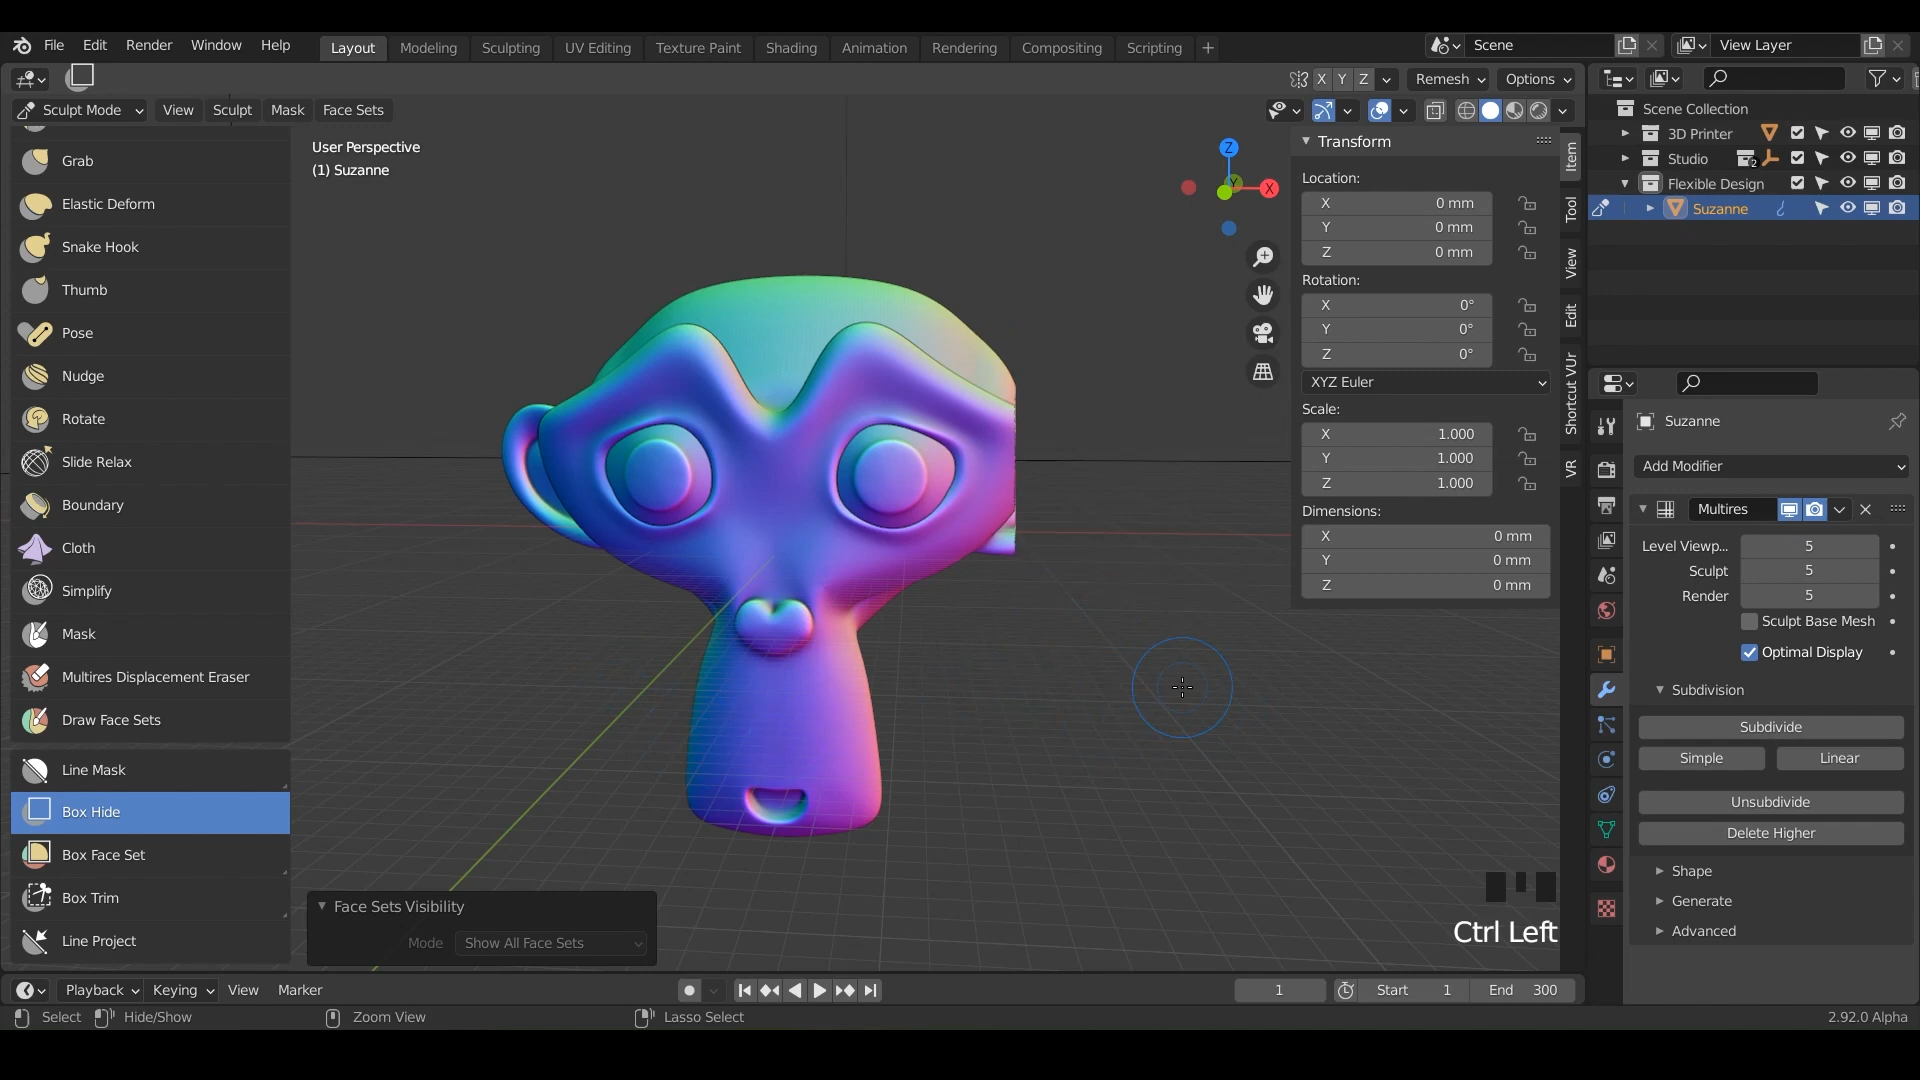 File Edit Render Window Help
Layout Modeling Sculpting UV Editing Texture Paint Shading Animation Rendering Compositing Scripting +
Scene
View Layer
X Y Z
Remesh
Options
Sculpt Mode View Sculpt Mask Face Sets
Grab
Elastic Deform
Snake Hook
Thumb
Pose
Nudge
Rotate
Slide Relax
Boundary
Cloth
Simplify
Mask
Multires Displacement Eraser
Draw Face Sets
Line Mask
Box Hide
Box Face Set
Box Trim
Line Project
User Perspective
(1) Suzanne
Z
Y
X
Transform
Location:
X 0 mm
Y 0 mm
Z 0 mm
Rotation:
X 0°
Y 0°
Z 0°
XYZ Euler
Scale:
X 1.000
Y 1.000
Z 1.000
Dimensions:
X 0 mm
Y 0 mm
Z 0 mm
Item
Tool
View
Edit
Shortcut VUr
VR
Scene Collection
3D Printer
Studio 2
Flexible Design
Suzanne
Suzanne
Add Modifier
Multires
Level Viewp... 5
Sculpt 5
Render 5
Sculpt Base Mesh
Optimal Display
Subdivision
Subdivide
Simple Linear
Unsubdivide
Delete Higher
Shape
Generate
Advanced
Face Sets Visibility
Mode Show All Face Sets
Ctrl Left
Playback Keying View Marker
1
Start 1
End 300
Select Hide/Show Zoom View Lasso Select
2.92.0 Alpha